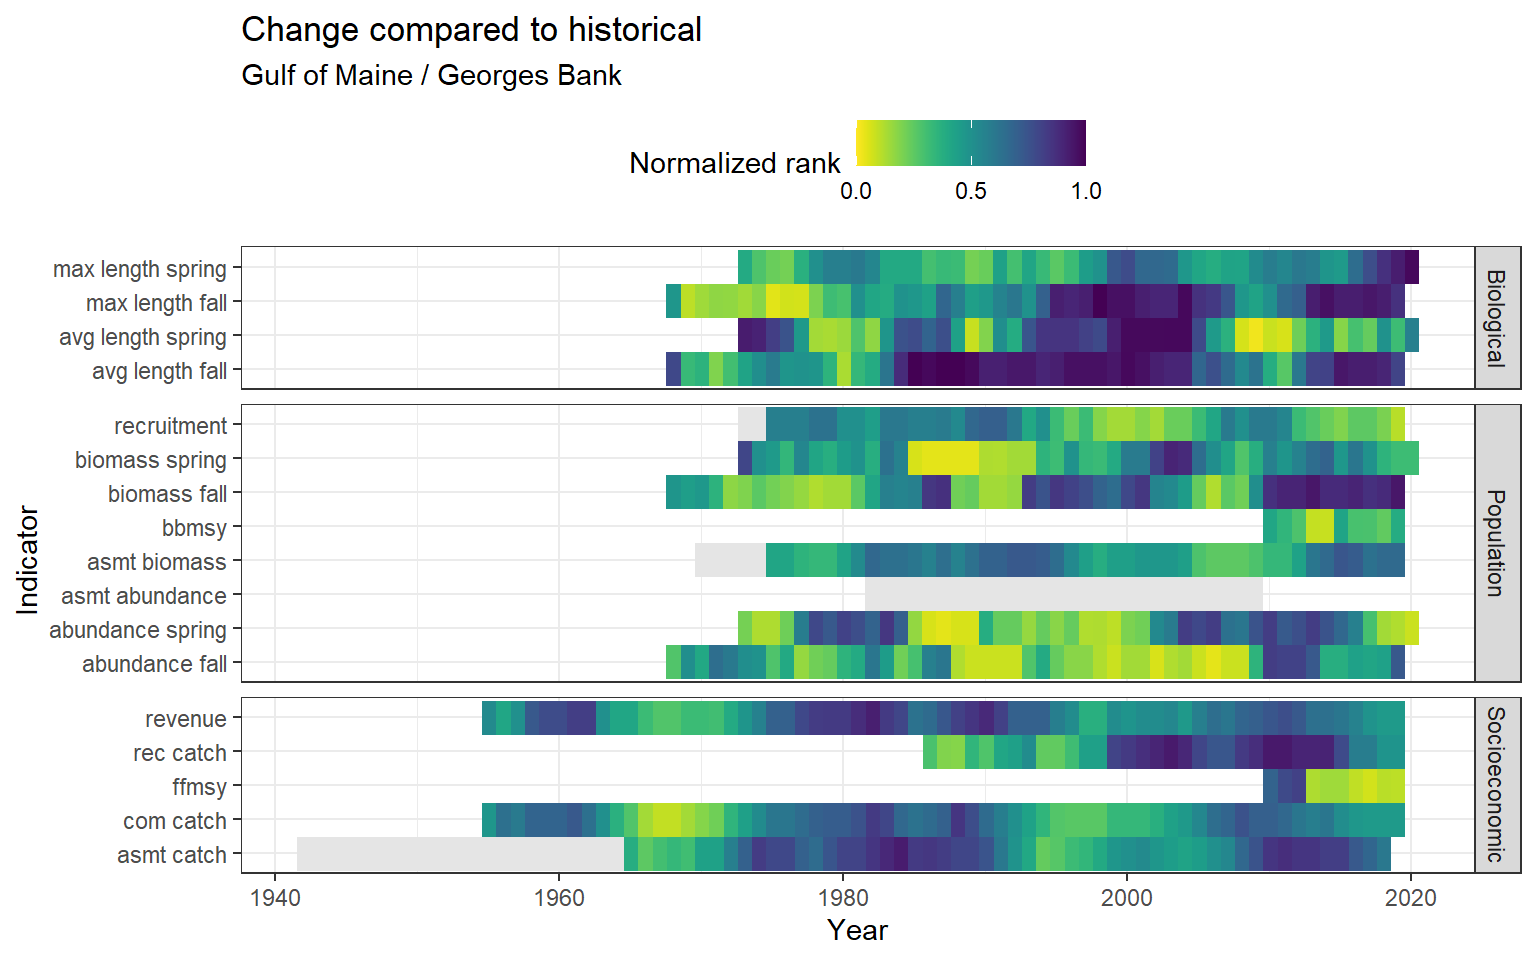 Change compared to historical
Gulf of Maine / Georges Bank
Normalized rank
0.0 0.5 1.0
max length spring
max length fall
avg length spring
avg length fall
Biological
recruitment
biomass spring
biomass fall
bbmsy
asmt biomass
asmt abundance
abundance spring
abundance fall
Population
revenue
rec catch
ffmsy
com catch
asmt catch
Socioeconomic
Indicator
1940 1960 1980 2000 2020
Year